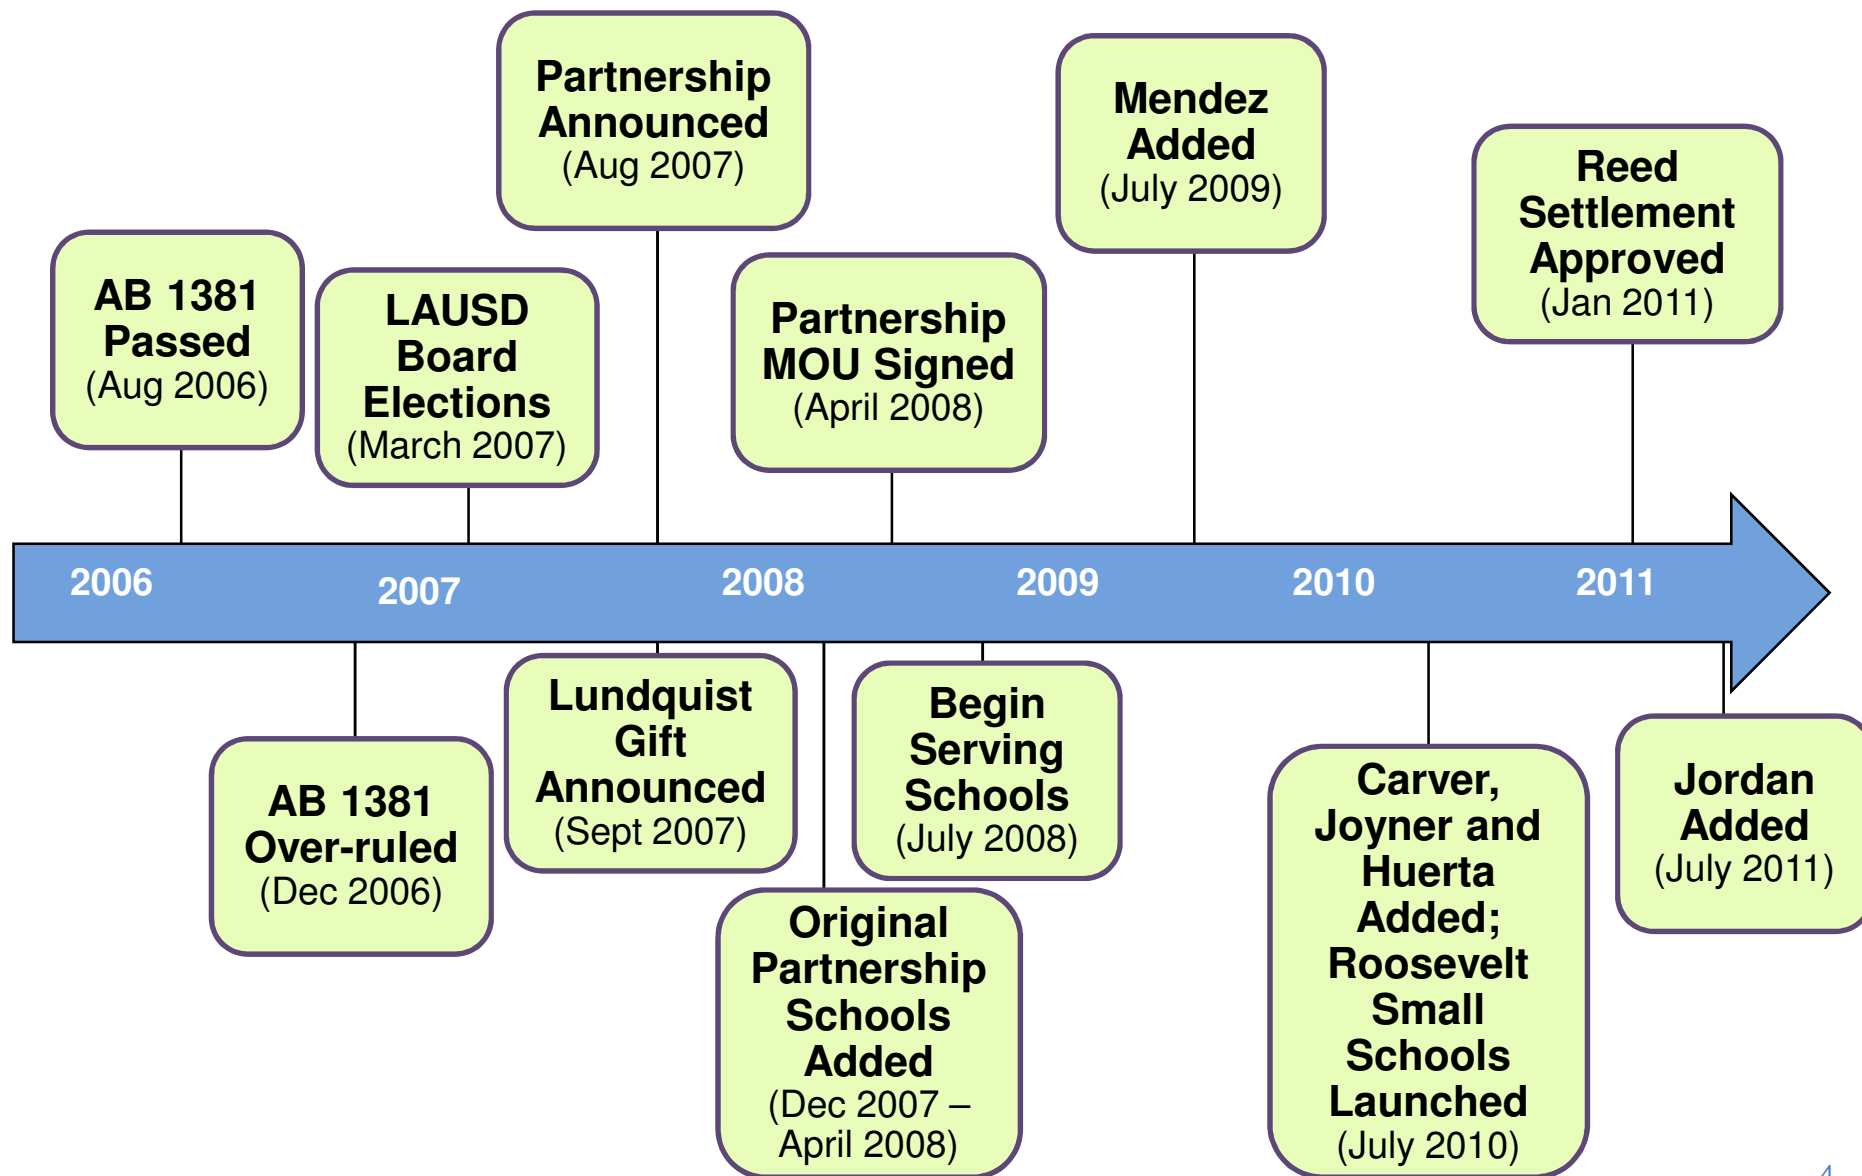 Partnership
Announced
(Aug 2007)
Mendez
Added
(July 2009)
Reed
Settlement
Approved
(Jan 2011)
AB 1381
Passed
(Aug 2006)
LAUSD
Board
Elections
(March 2007)
Partnership
MOU Signed
(April 2008)
2006
2007
2008
2009
2010
2011
AB 1381
Over-ruled
(Dec 2006)
Lundquist
Gift
Announced
(Sept 2007)
Begin
Serving
Schools
(July 2008)
Original
Partnership
Schools
Added
(Dec 2007 –
April 2008)
Carver,
Joyner and
Huerta
Added;
Roosevelt
Small
Schools
Launched
(July 2010)
Jordan
Added
(July 2011)
4